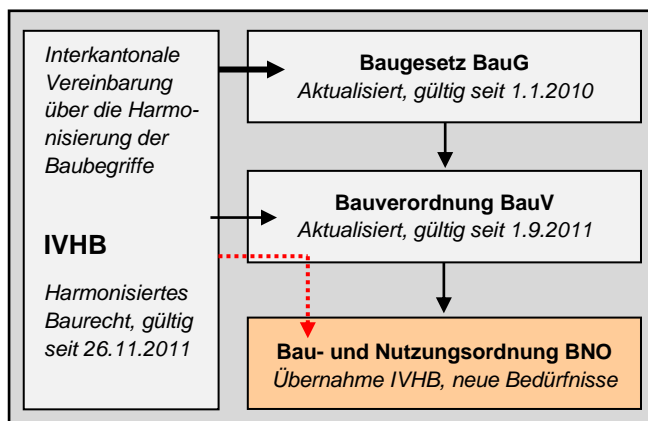 Interkantonale
Vereinbarung
über die Harmo-
nisierung der
Baubegriffe
IVHB
Harmonisiertes
Baurecht, gültig
seit 26.11.2011
Baugesetz BauG
Aktualisiert, gültig seit 1.1.2010
Bauverordnung BauV
Aktualisiert, gültig seit 1.9.2011
Bau- und Nutzungsordnung BNO
Übernahme IVHB, neue Bedürfnisse